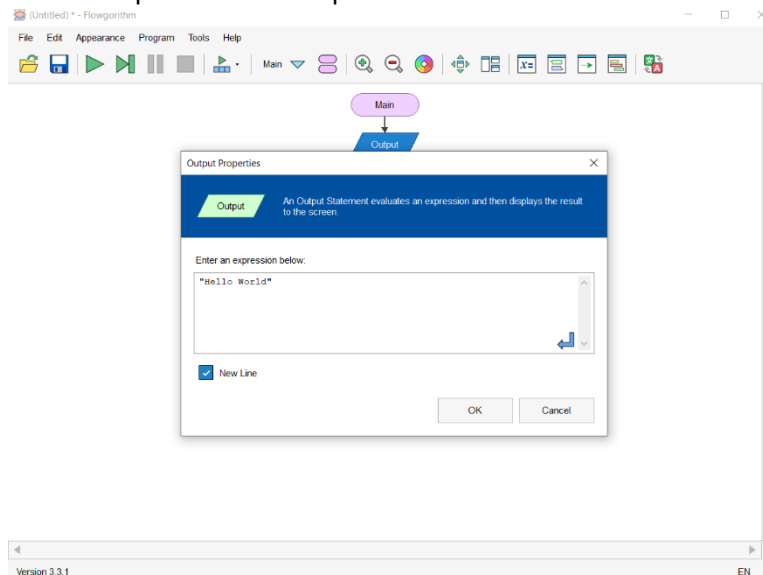 (Untitled) * - Flowgorithm
File Edit Appearance Program Tools Help
Main
x=
Main
Output
Output Properties
Output
An Output Statement evaluates an expression and then displays the result
to the screen.
Enter an expression below:
"Hello World"
New Line
OK Cancel
Version 3.3.1 EN